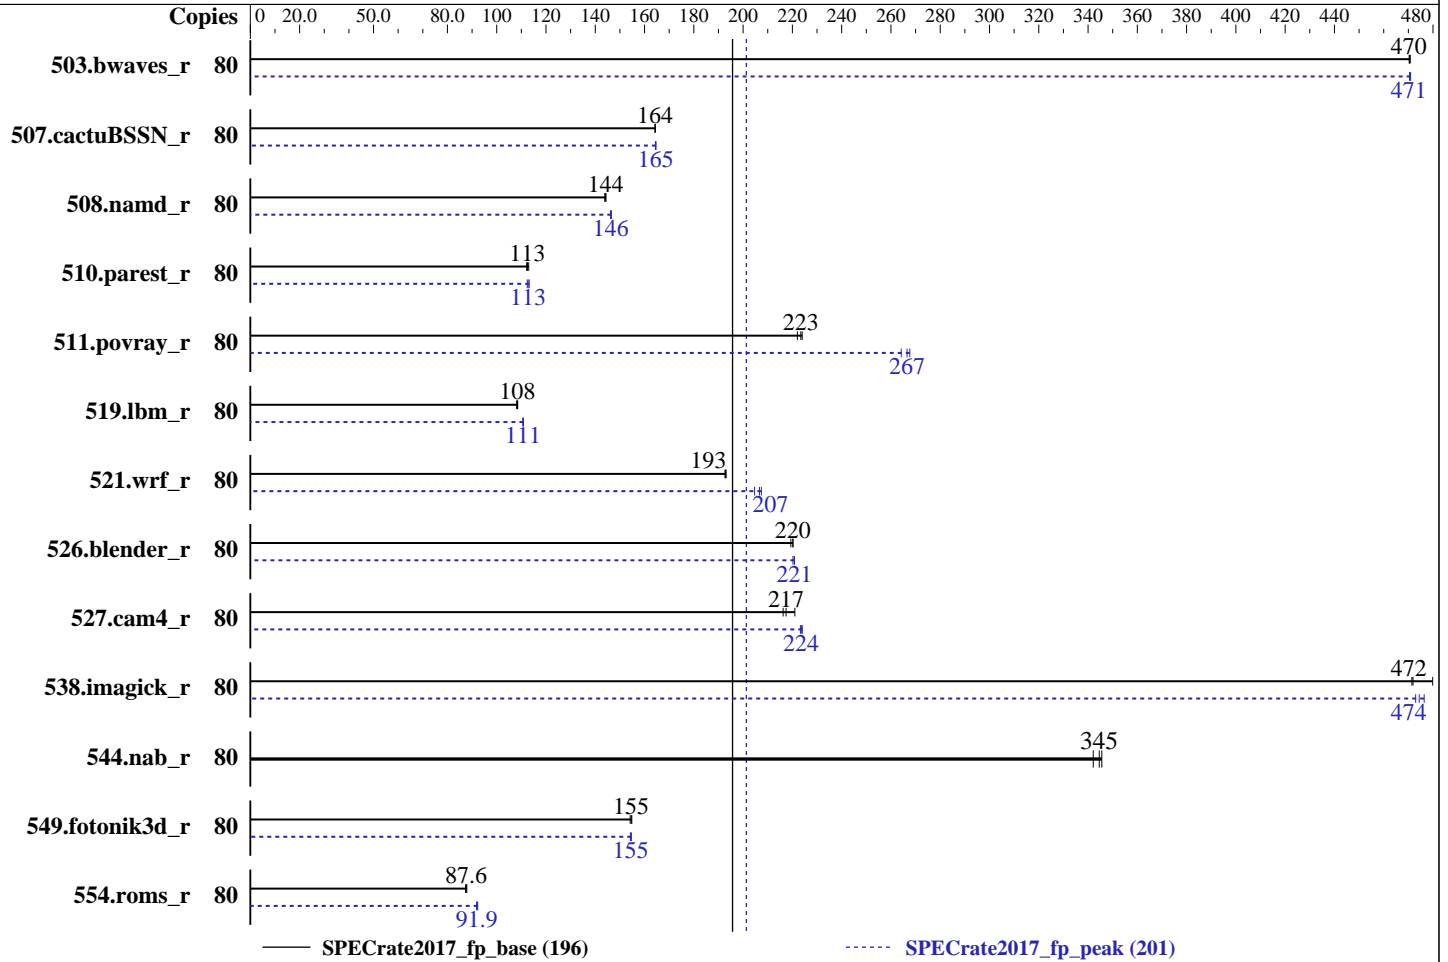 Copies 0 20.0 50.0 80.0 100 120 140 160 180 200 220 240 260 280 300 320 340 360 380 400 420 440 480
470
503.bwaves_r 80
471
164
507.cactuBSSN_r 80
165
144
508.namd_r 80
146
113
510.parest_r 80
113
223
511.povray_r 80
267
108
519.lbm_r 80
111
193
521.wrf_r 80
207
220
526.blender_r 80
221
217
527.cam4_r 80
224
472
538.imagick_r 80
474
345
544.nab_r 80
155
549.fotonik3d_r 80
155
87.6
554.roms_r 80
91.9
SPECrate2017_fp_base (196) SPECrate2017_fp_peak (201)